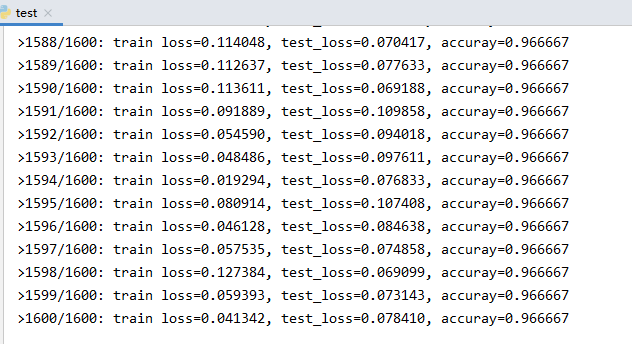 test
>1588/1600: train loss=0.114048, test_loss=0.070417, accuray=0.966667
>1589/1600: train loss=0.112637, test_loss=0.077633, accuray=0.966667
>1590/1600: train loss=0.113611, test_loss=0.069188, accuray=0.966667
>1591/1600: train loss=0.091889, test_loss=0.109858, accuray=0.966667
>1592/1600: train loss=0.054590, test_loss=0.094018, accuray=0.966667
>1593/1600: train loss=0.048486, test_loss=0.097611, accuray=0.966667
>1594/1600: train loss=0.019294, test_loss=0.076833, accuray=0.966667
>1595/1600: train loss=0.080914, test_loss=0.107408, accuray=0.966667
>1596/1600: train loss=0.046128, test_loss=0.084638, accuray=0.966667
>1597/1600: train loss=0.057535, test_loss=0.074858, accuray=0.966667
>1598/1600: train loss=0.127384, test_loss=0.069099, accuray=0.966667
>1599/1600: train loss=0.059393, test_loss=0.073143, accuray=0.966667
>1600/1600: train loss=0.041342, test_loss=0.078410, accuray=0.966667